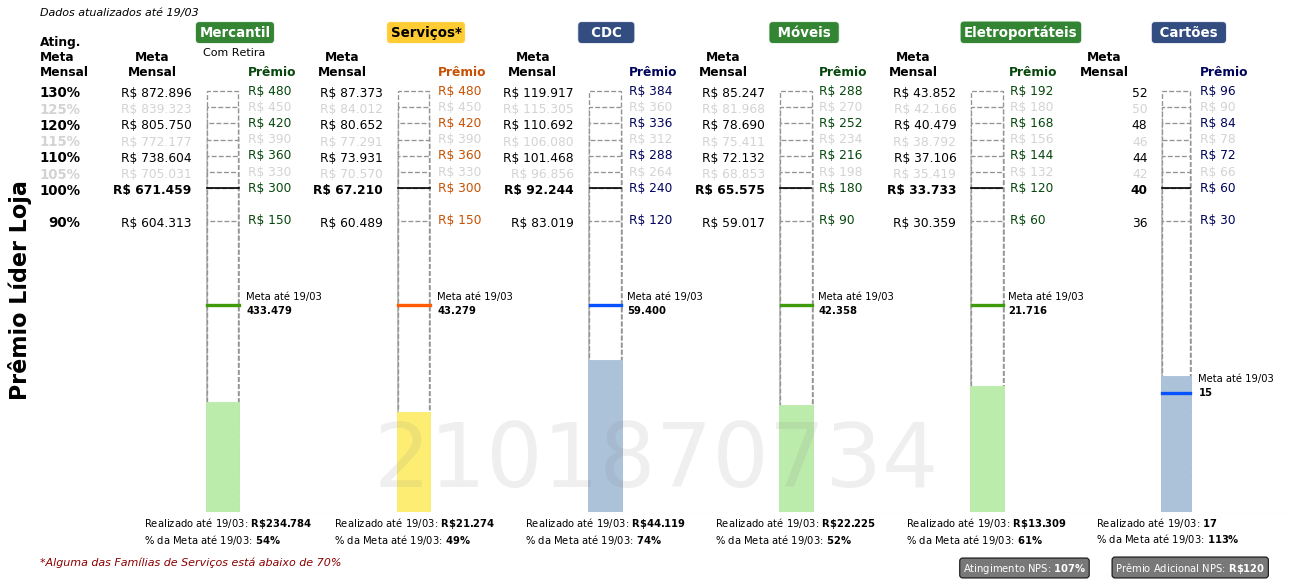 Dados atualizados até 19/03
Mercantil Serviços* CDC Móveis Eletroportáteis Cartões
Com Retira
Ating. Meta Mensal
Meta Mensal Prêmio Meta Mensal Prêmio Meta Mensal Prêmio Meta Mensal Prêmio Meta Mensal Prêmio Meta Mensal Prêmio
130% R$ 872.896 R$ 480 R$ 87.373 R$ 480 R$ 119.917 R$ 384 R$ 85.247 R$ 288 R$ 43.852 R$ 192 52 R$ 96
125% R$ 839.323 R$ 450 R$ 84.012 R$ 450 R$ 115.305 R$ 360 R$ 81.968 R$ 270 R$ 42.166 R$ 180 50 R$ 90
120% R$ 805.750 R$ 420 R$ 80.652 R$ 420 R$ 110.692 R$ 336 R$ 78.690 R$ 252 R$ 40.479 R$ 168 48 R$ 84
115% R$ 772.177 R$ 390 R$ 77.291 R$ 390 R$ 106.080 R$ 312 R$ 75.411 R$ 234 R$ 38.792 R$ 156 46 R$ 78
110% R$ 738.604 R$ 360 R$ 73.931 R$ 360 R$ 101.468 R$ 288 R$ 72.132 R$ 216 R$ 37.106 R$ 144 44 R$ 72
105% R$ 705.031 R$ 330 R$ 70.570 R$ 330 R$ 96.856 R$ 264 R$ 68.853 R$ 198 R$ 35.419 R$ 132 42 R$ 66
100% R$ 671.459 R$ 300 R$ 67.210 R$ 300 R$ 92.244 R$ 240 R$ 65.575 R$ 180 R$ 33.733 R$ 120 40 R$ 60
90% R$ 604.313 R$ 150 R$ 60.489 R$ 150 R$ 83.019 R$ 120 R$ 59.017 R$ 90 R$ 30.359 R$ 60 36 R$ 30
Prêmio Líder Loja
Meta até 19/03 Meta até 19/03 Meta até 19/03 Meta até 19/03 Meta até 19/03
433.479 43.279 59.400 42.358 21.716
Meta até 19/03
15
2101870734
Realizado até 19/03: R$234.784 Realizado até 19/03: R$21.274 Realizado até 19/03: R$44.119 Realizado até 19/03: R$22.225 Realizado até 19/03: R$13.309 Realizado até 19/03: 17
% da Meta até 19/03: 54% % da Meta até 19/03: 49% % da Meta até 19/03: 74% % da Meta até 19/03: 52% % da Meta até 19/03: 61% % da Meta até 19/03: 113%
*Alguma das Famílias de Serviços está abaixo de 70%
Atingimento NPS: 107% Prêmio Adicional NPS: R$120